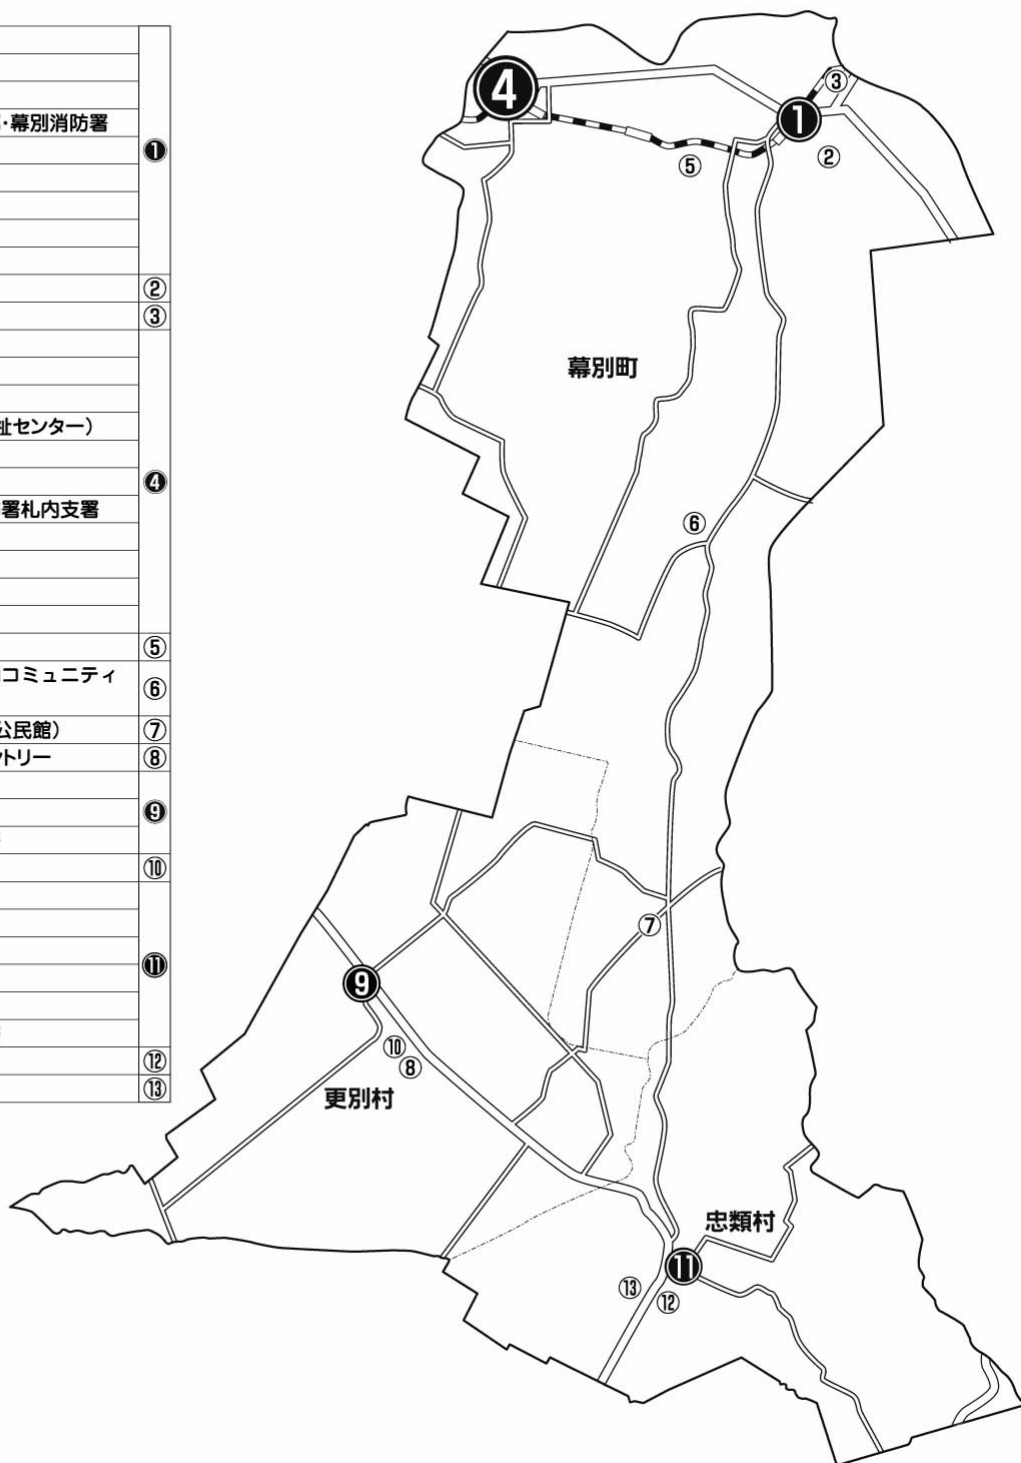 ・幕別消防署
❶
②
③
祉センター）
❹
署札内支署
⑤
コミュニティ
⑥
公民館）
⑦
トリー
⑧
❾
⑩
⓫
⑫
⑬
4
③
1
②
⑤
幕別町
⑥
⑦
9
⑩
⑧
更別村
忠類村
11
⑬
⑫